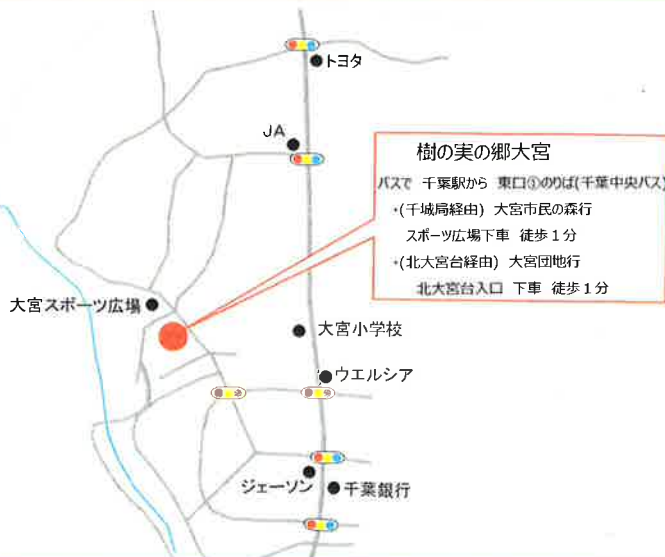 トヨタ
JA
樹の実の郷大宮
バスで 千葉駅から 東口①のりば(千葉中央バス)
・(千城局経由) 大宮市民の森行
スポーツ広場下車 徒歩１分
・(北大宮台経由) 大宮団地行
北大宮台入口 下車 徒歩１分
大宮スポーツ広場
大宮小学校
ウエルシア
ジェーソン
千葉銀行